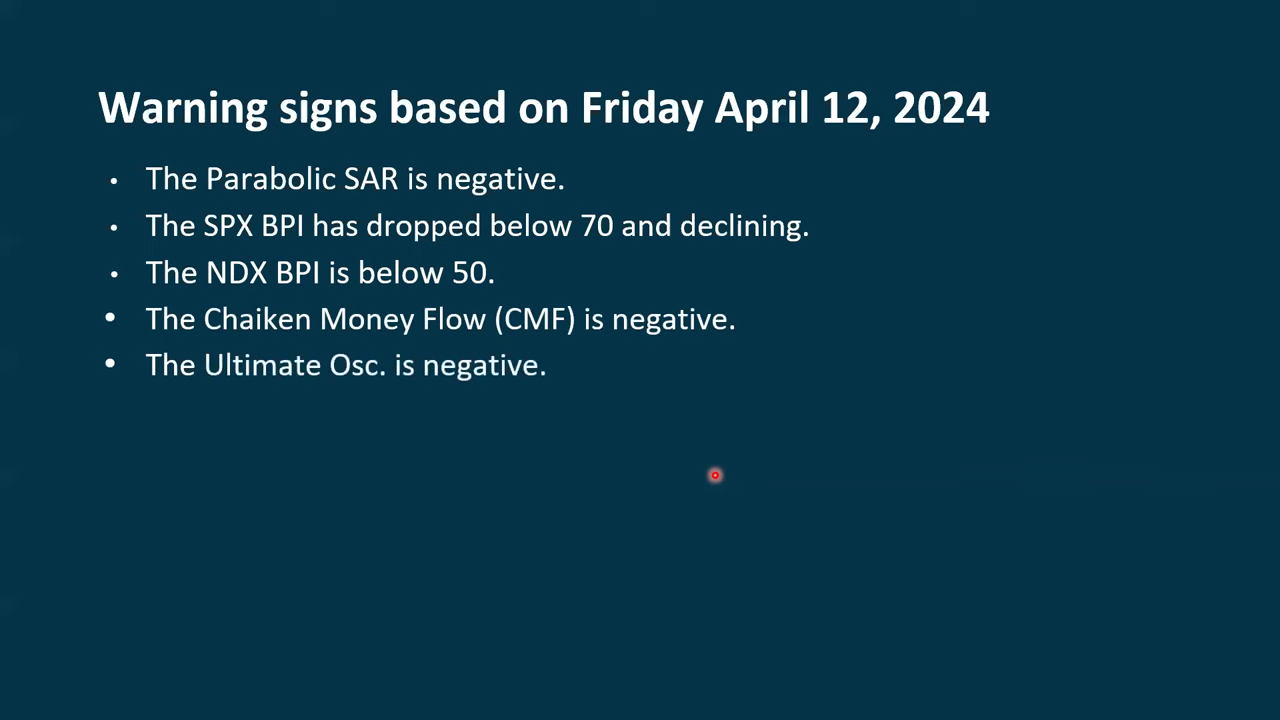 Warning signs based on Friday April 12, 2024
• The Parabolic SAR is negative.
• The SPX BPI has dropped below 70 and declining.
• The NDX BPI is below 50.
• The Chaiken Money Flow (CMF) is negative.
• The Ultimate Osc. is negative.